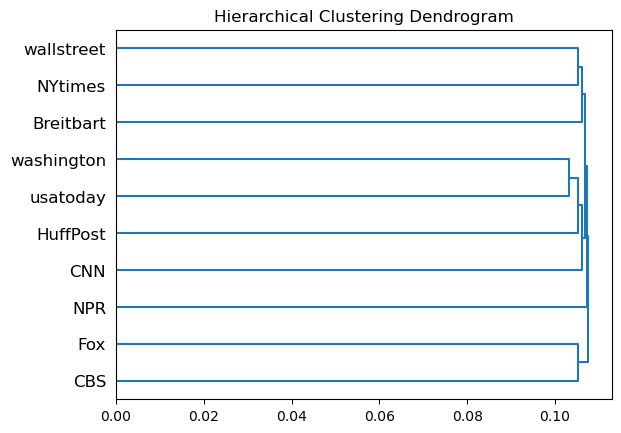 Hierarchical Clustering Dendrogram
wallstreet
NYtimes
Breitbart
washington
usatoday
HuffPost
CNN
NPR
Fox
CBS
0.00 0.02 0.04 0.06 0.08 0.10